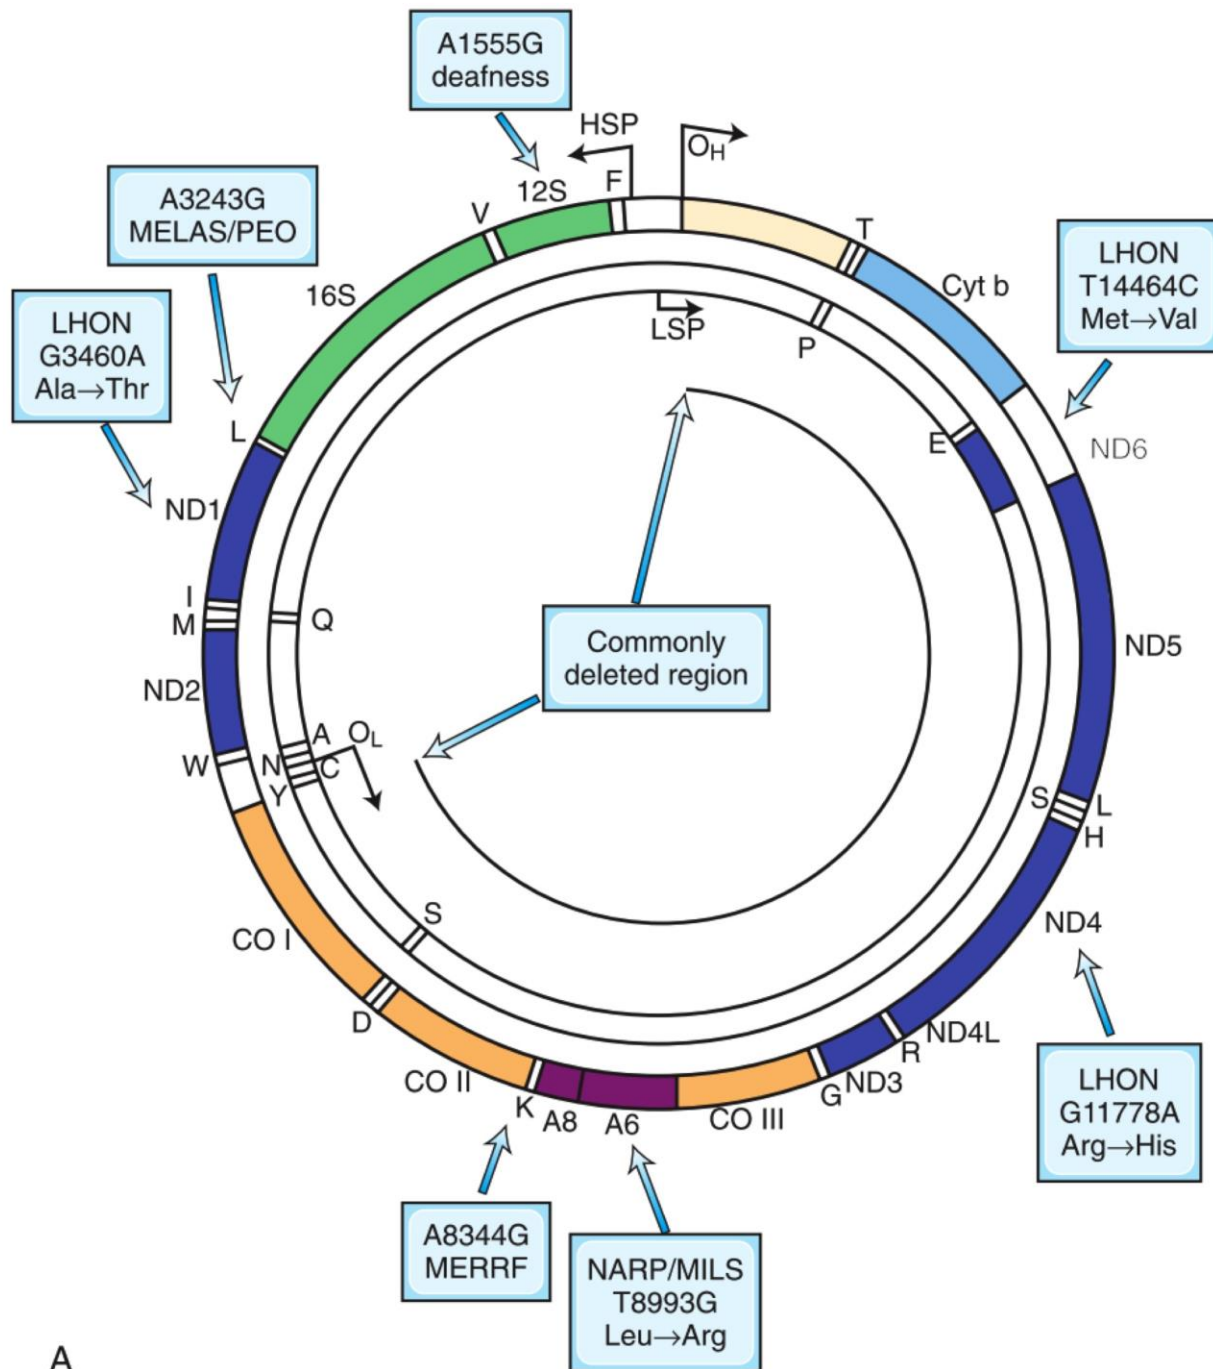 A1555G
deafness
HSP
OH
12S
F
V
T
A3243G
MELAS/PEO
LHON
T14464C
Met→Val
Cyt b
16S
LSP
P
LHON
G3460A
Ala→Thr
L
E
ND6
ND1
I
M
Q
Commonly
deleted region
ND5
ND2
A
OL
W
N
C
Y
S
L
H
S
CO I
ND4
D
ND4L
R
CO II
ND3
G
K
A8
A6
CO III
LHON
G11778A
Arg→His
A8344G
MERRF
NARP/MILS
T8993G
Leu→Arg
A